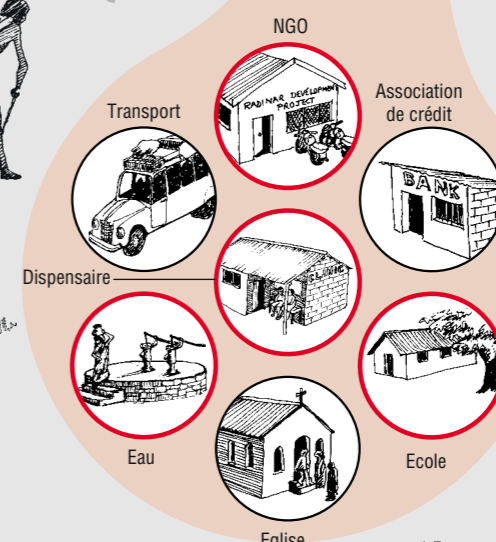 NGO
RADINAR DEVELOPMENT
PROJECT
Transport
Association
de crédit
BANK
Dispensaire
CLINIC
Eau
Ecole
Eglise